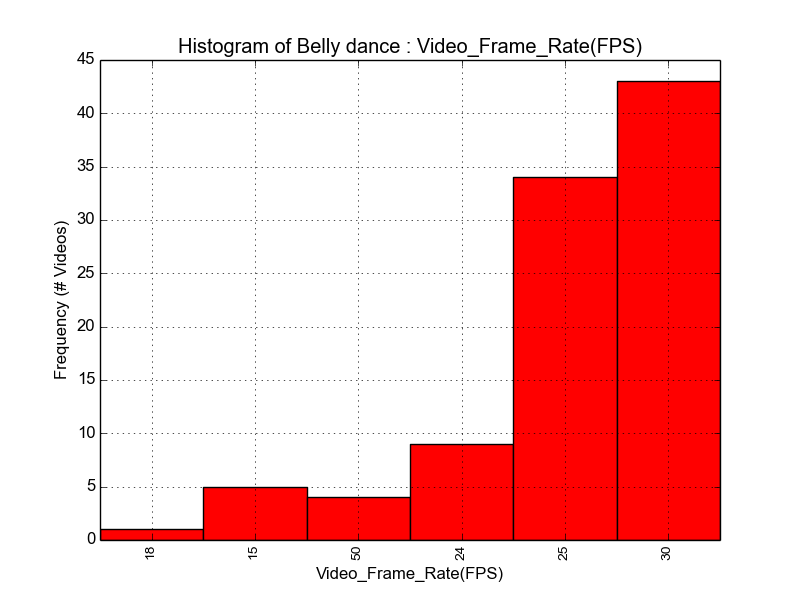 Histogram of Belly dance : Video_Frame_Rate(FPS)
45
40
35
30
25
20
15
10
5
0
Frequency (# Videos)
18 15 50 24 25 30
Video_Frame_Rate(FPS)